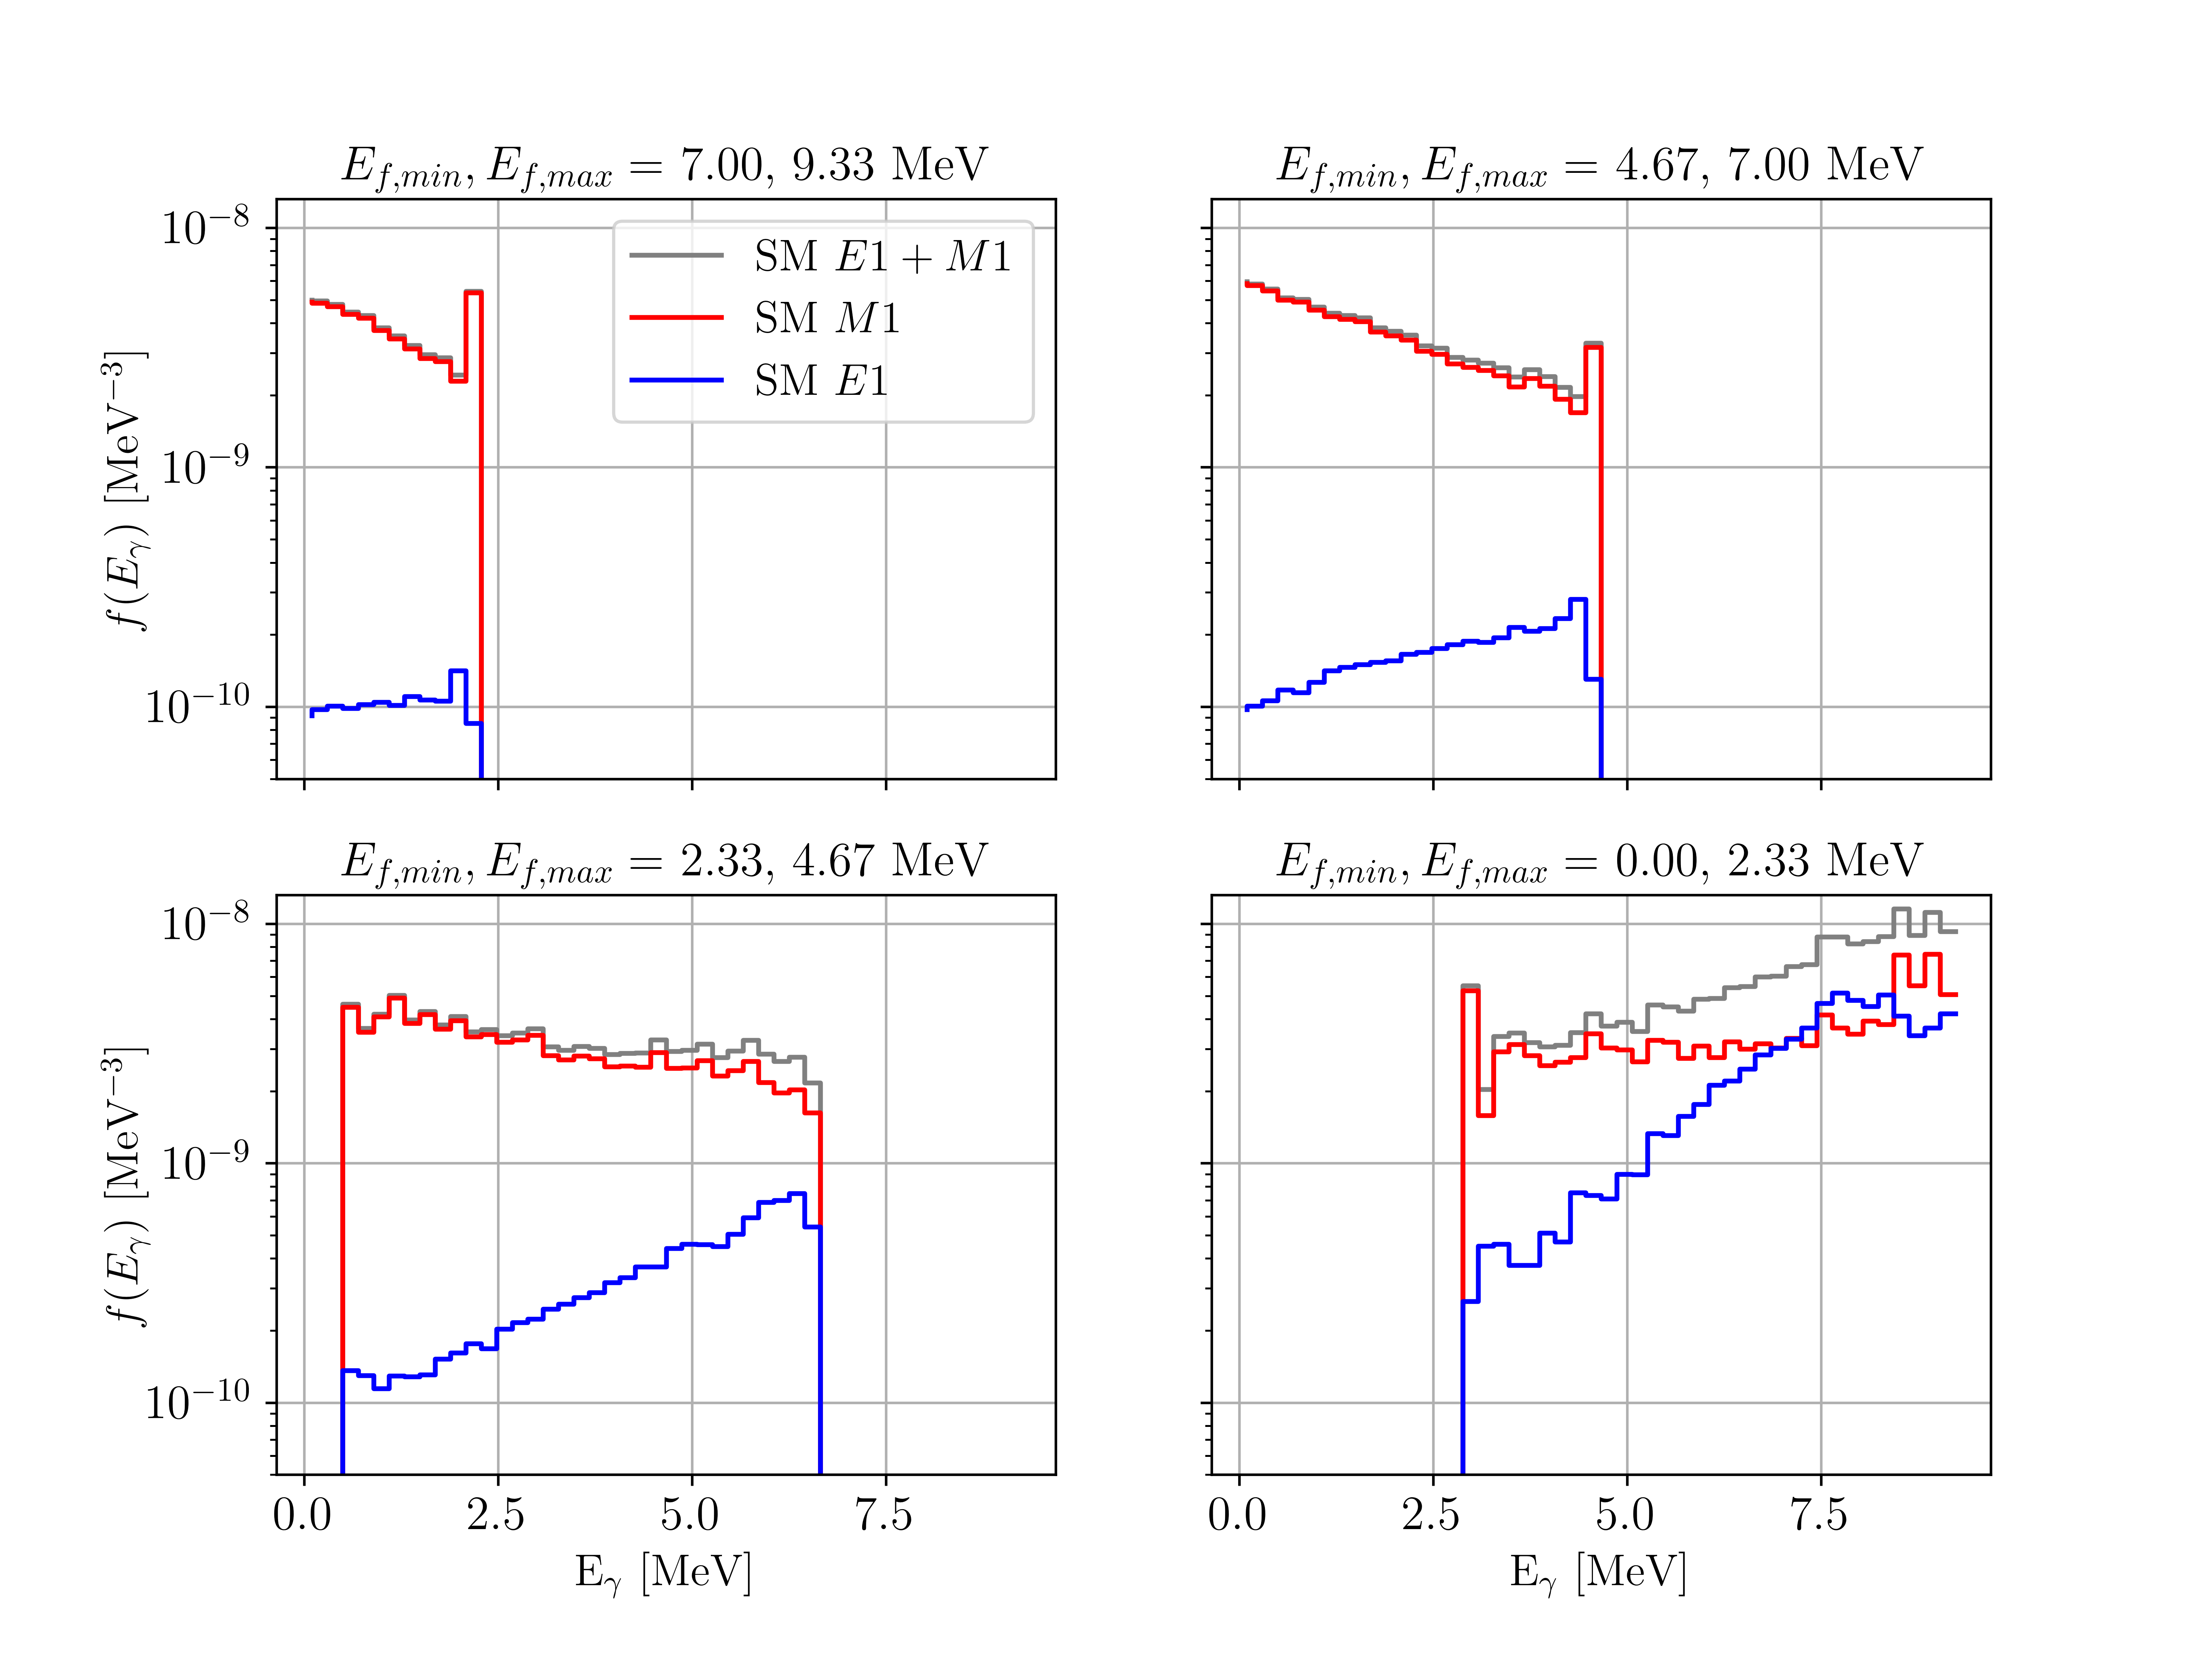 E_{f,min}, E_{f,max} = 7.00, 9.33 MeV
E_{f,min}, E_{f,max} = 4.67, 7.00 MeV
10^{-8}
10^{-9}
10^{-10}
f(E_γ) [MeV^{-3}]
SM E1 + M1
SM M1
SM E1
E_{f,min}, E_{f,max} = 2.33, 4.67 MeV
E_{f,min}, E_{f,max} = 0.00, 2.33 MeV
10^{-8}
10^{-9}
10^{-10}
f(E_γ) [MeV^{-3}]
0.0 2.5 5.0 7.5
0.0 2.5 5.0 7.5
E_γ [MeV]
E_γ [MeV]